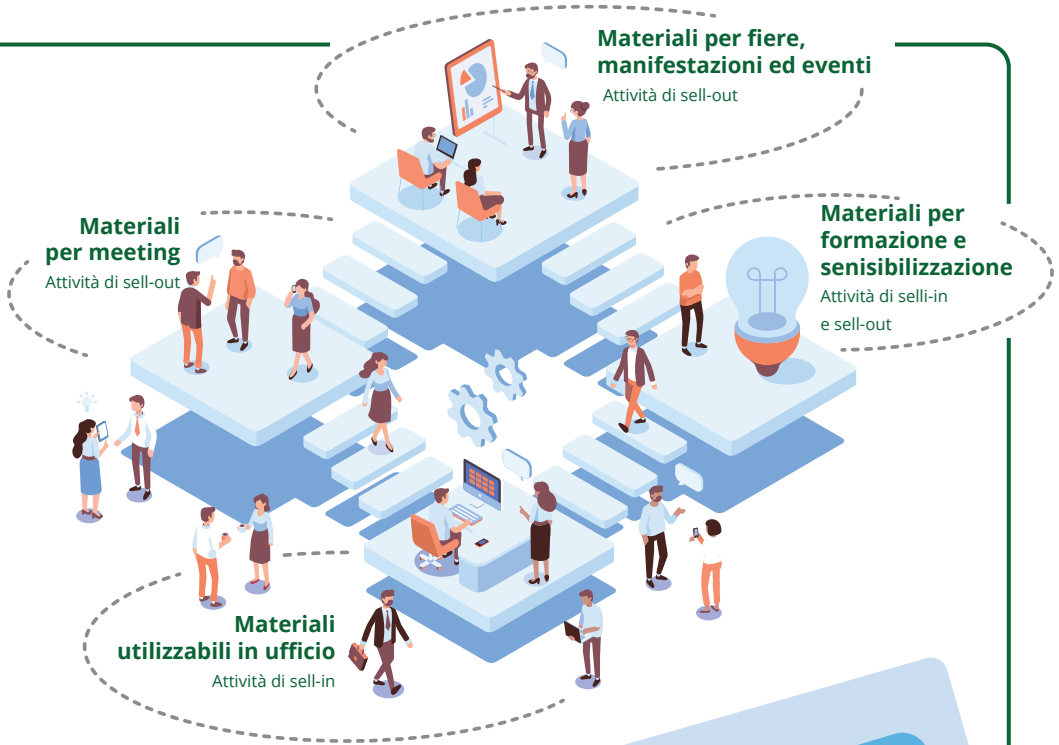 Materiali per fiere,
manifestazioni ed eventi
Attività di sell-out
Materiali
per meeting
Attività di sell-out
Materiali per
formazione e
senisibilizzazione
Attività di selli-in
e sell-out
Materiali
utilizzabili in ufficio
Attività di sell-in